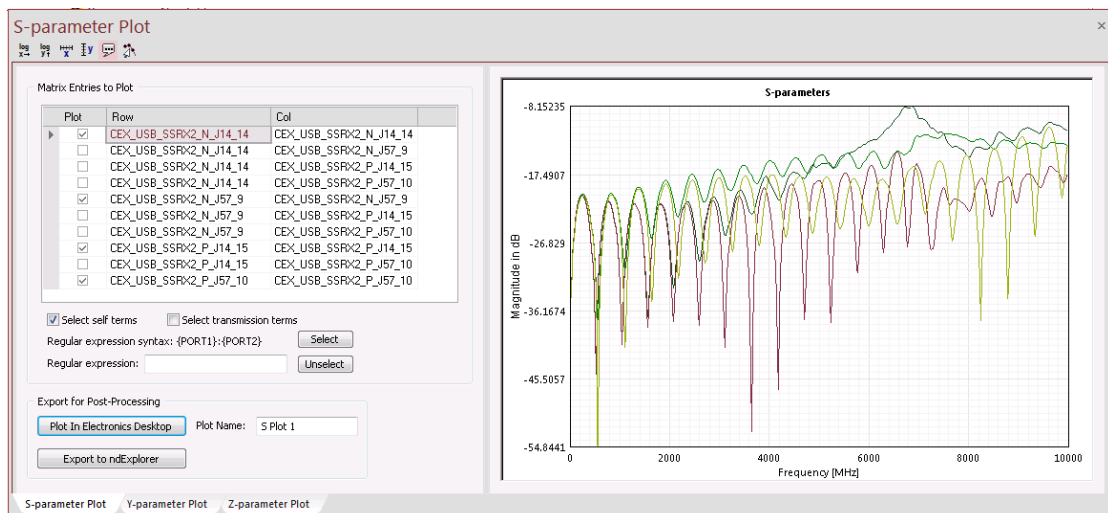 S-parameter Plot
log
x
log
y
x
y
Matrix Entries to Plot
Plot Row Col
CEX_USB_SSRX2_N_J14_14 CEX_USB_SSRX2_N_J14_14
CEX_USB_SSRX2_N_J14_14 CEX_USB_SSRX2_N_J57_9
CEX_USB_SSRX2_N_J14_14 CEX_USB_SSRX2_P_J14_15
CEX_USB_SSRX2_N_J14_14 CEX_USB_SSRX2_P_J57_10
CEX_USB_SSRX2_N_J57_9 CEX_USB_SSRX2_N_J57_9
CEX_USB_SSRX2_N_J57_9 CEX_USB_SSRX2_P_J14_15
CEX_USB_SSRX2_N_J57_9 CEX_USB_SSRX2_P_J57_10
CEX_USB_SSRX2_P_J14_15 CEX_USB_SSRX2_P_J14_15
CEX_USB_SSRX2_P_J14_15 CEX_USB_SSRX2_P_J57_10
CEX_USB_SSRX2_P_J57_10 CEX_USB_SSRX2_P_J57_10
Select self terms Select transmission terms
Regular expression syntax: {PORT1}:{PORT2} Select
Regular expression: Unselect
Export for Post-Processing
Plot In Electronics Desktop Plot Name: S Plot 1
Export to ndExplorer
S-parameters
-8.15235
-17.4907
-26.829
-36.1674
-45.5057
-54.8441
Magnitude in dB
0 2000 4000 6000 8000 10000
Frequency [MHz]
S-parameter Plot Y-parameter Plot Z-parameter Plot